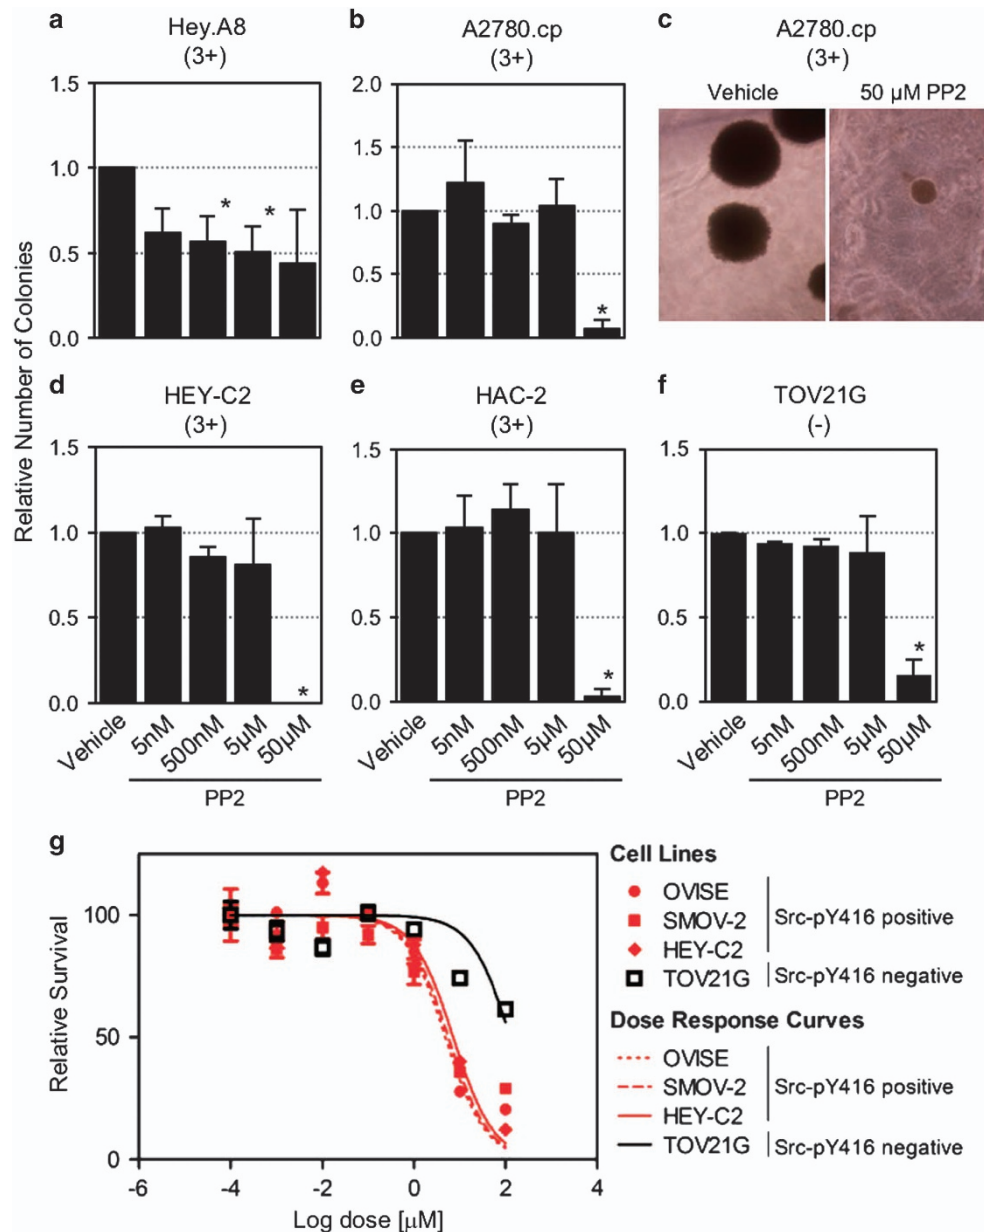 a
Hey.A8
(3+)
b
A2780.cp
(3+)
c
A2780.cp
(3+)
Vehicle
50 µM PP2
Relative Number of Colonies
1.5
1.0
0.5
0.0
2.0
1.5
1.0
0.5
0.0
*
*
*
d
HEY-C2
(3+)
e
HAC-2
(3+)
f
TOV21G
(-)
1.5
1.0
0.5
0.0
1.5
1.0
0.5
0.0
1.5
1.0
0.5
0.0
*
*
*
Vehicle
5nM
500nM
5µM
50µM
PP2
Vehicle
5nM
500nM
5µM
50µM
PP2
Vehicle
5nM
500nM
5µM
50µM
PP2
g
Relative Survival
100
50
0
-6
-4
-2
0
2
4
Log dose [µM]
Cell Lines
OVISE
SMOV-2
HEY-C2
Src-pY416 positive
TOV21G
Src-pY416 negative
Dose Response Curves
OVISE
SMOV-2
HEY-C2
Src-pY416 positive
TOV21G
Src-pY416 negative